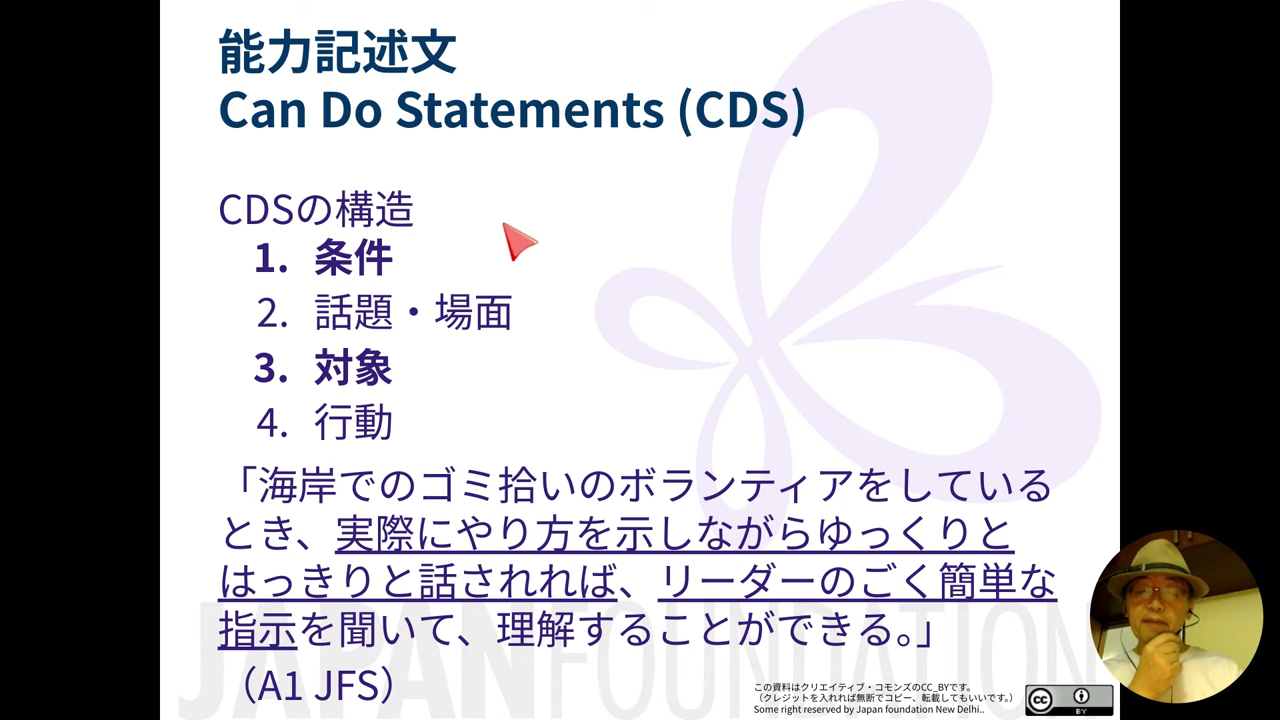 能力記述文
Can Do Statements (CDS)
CDSの構造
1. 条件
2. 話題・場面
3. 対象
4. 行動
「海岸でのゴミ拾いのボランティアをしている
とき、実際にやり方を示しながらゆっくりと
はっきりと話されれば、リーダーのごく簡単な
指示を聞いて、理解することができる。」
（A1 JFS）
JAPANFOUNDATION
この資料はクリエイティブ・コモンズのCC_BYです。
（クレジットを入れれば無断でコピー、転載してもいいです。）
Some right reserved by Japan foundation New Delhi..
cc
BY